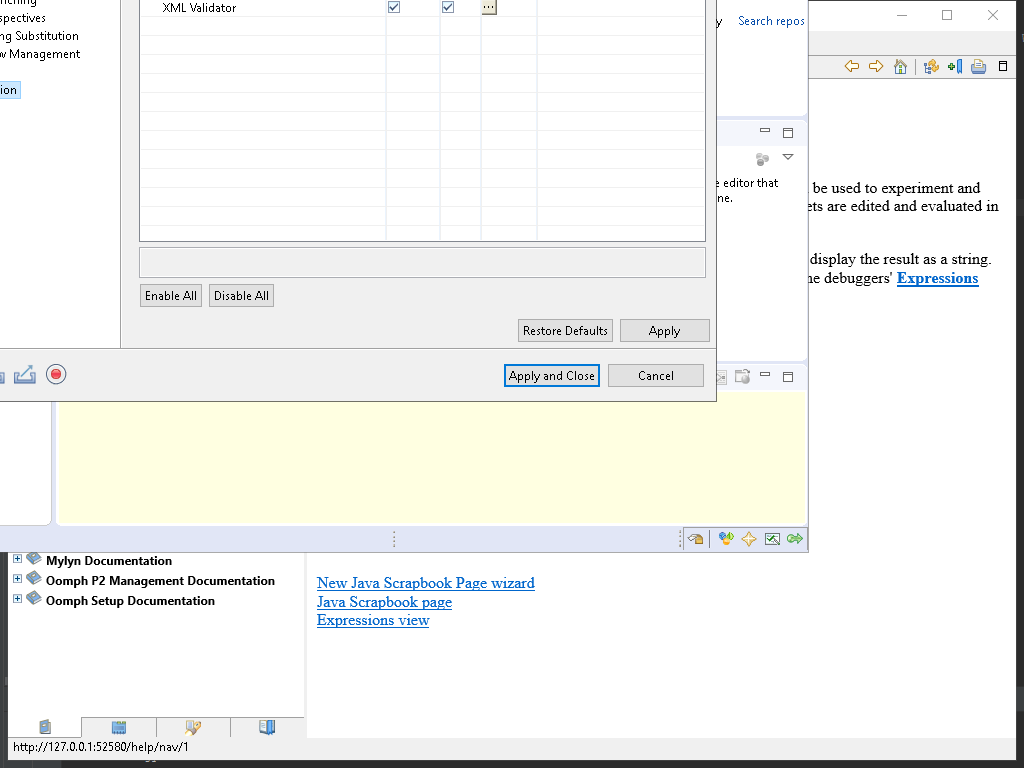 XML Validator
spectives
ng Substitution
w Management
ion
Search repos
e editor that
ne.
be used to experiment and
ets are edited and evaluated in
display the result as a string.
ne debuggers' Expressions
Enable All
Disable All
Restore Defaults
Apply
Apply and Close
Cancel
Mylyn Documentation
Oomph P2 Management Documentation
Oomph Setup Documentation
New Java Scrapbook Page wizard
Java Scrapbook page
Expressions view
http://127.0.0.1:52580/help/nav/1